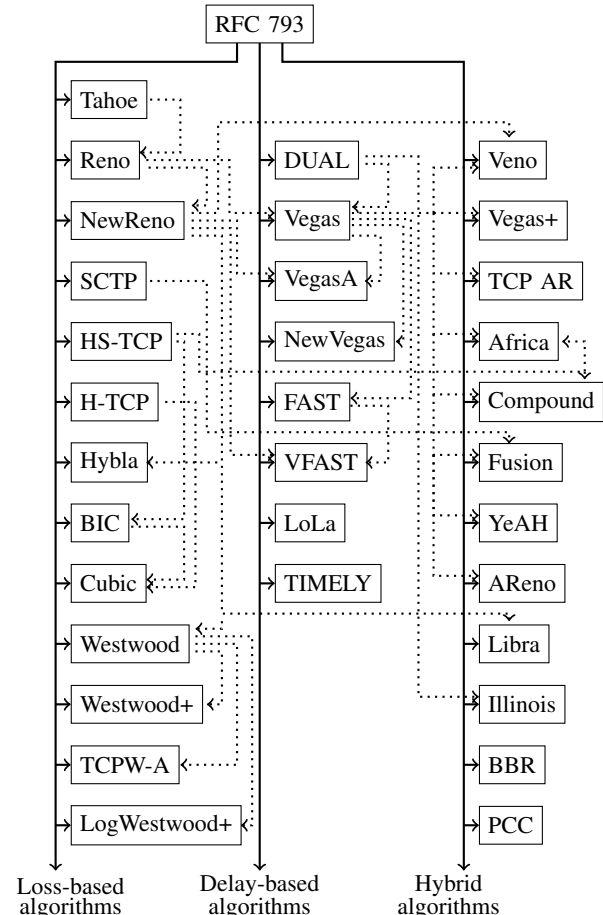 RFC 793
Tahoe
Reno
NewReno
SCTP
HS-TCP
H-TCP
Hybla
BIC
Cubic
Westwood
Westwood+
TCPW-A
LogWestwood+
Loss-based
algorithms
DUAL
Vegas
VegasA
NewVegas
FAST
VFAST
LoLa
TIMELY
Delay-based
algorithms
Veno
Vegas+
TCP AR
Africa
Compound
Fusion
YeAH
AReno
Libra
Illinois
BBR
PCC
Hybrid
algorithms